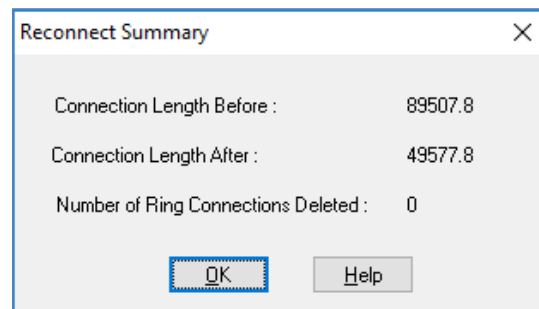 Reconnect Summary
Connection Length Before : 89507.8
Connection Length After : 49577.8
Number of Ring Connections Deleted : 0
OK Help